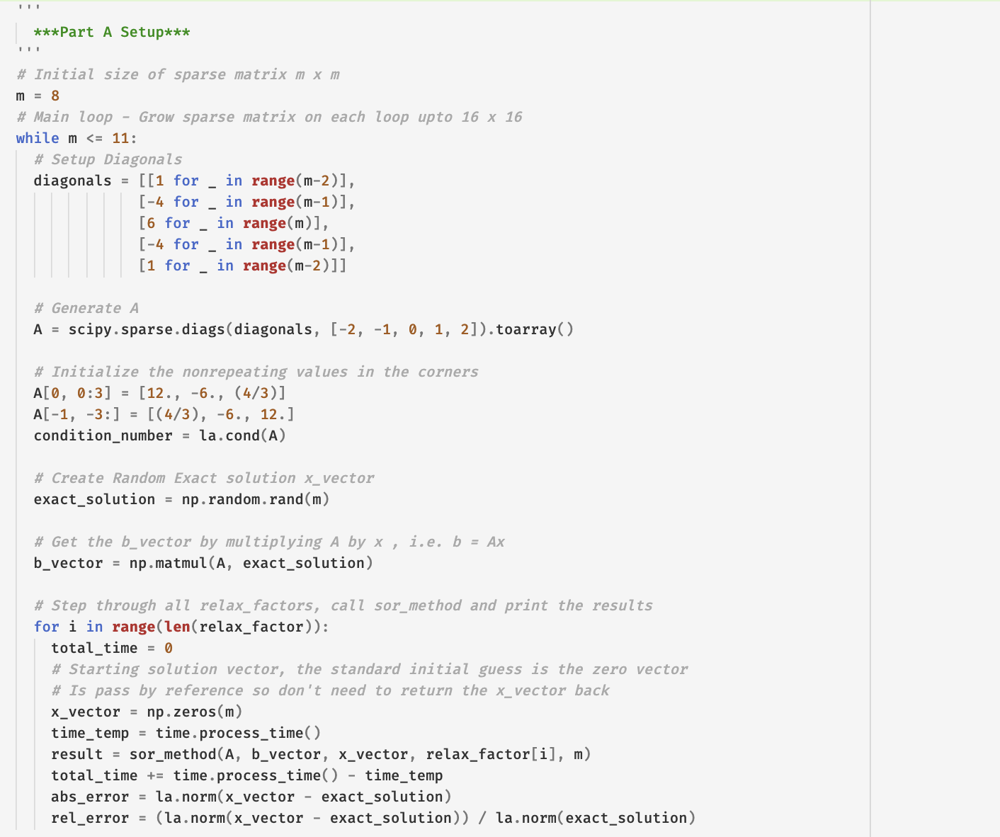 '''
  ***Part A Setup***
'''
# Initial size of sparse matrix m x m
m = 8
# Main loop - Grow sparse matrix on each loop upto 16 x 16
while m <= 11:
  # Setup Diagonals
  diagonals = [[1 for _ in range(m-2)],
              [-4 for _ in range(m-1)],
              [6 for _ in range(m)],
              [-4 for _ in range(m-1)],
              [1 for _ in range(m-2)]]

  # Generate A
  A = scipy.sparse.diags(diagonals, [-2, -1, 0, 1, 2]).toarray()

  # Initialize the nonrepeating values in the corners
  A[0, 0:3] = [12., -6., (4/3)]
  A[-1, -3:] = [(4/3), -6., 12.]
  condition_number = la.cond(A)

  # Create Random Exact solution x_vector
  exact_solution = np.random.rand(m)

  # Get the b_vector by multiplying A by x , i.e. b = Ax
  b_vector = np.matmul(A, exact_solution)

  # Step through all relax_factors, call sor_method and print the results
  for i in range(len(relax_factor)):
    total_time = 0
    # Starting solution vector, the standard initial guess is the zero vector
    # Is pass by reference so don't need to return the x_vector back
    x_vector = np.zeros(m)
    time_temp = time.process_time()
    result = sor_method(A, b_vector, x_vector, relax_factor[i], m)
    total_time += time.process_time() - time_temp
    abs_error = la.norm(x_vector - exact_solution)
    rel_error = (la.norm(x_vector - exact_solution)) / la.norm(exact_solution)